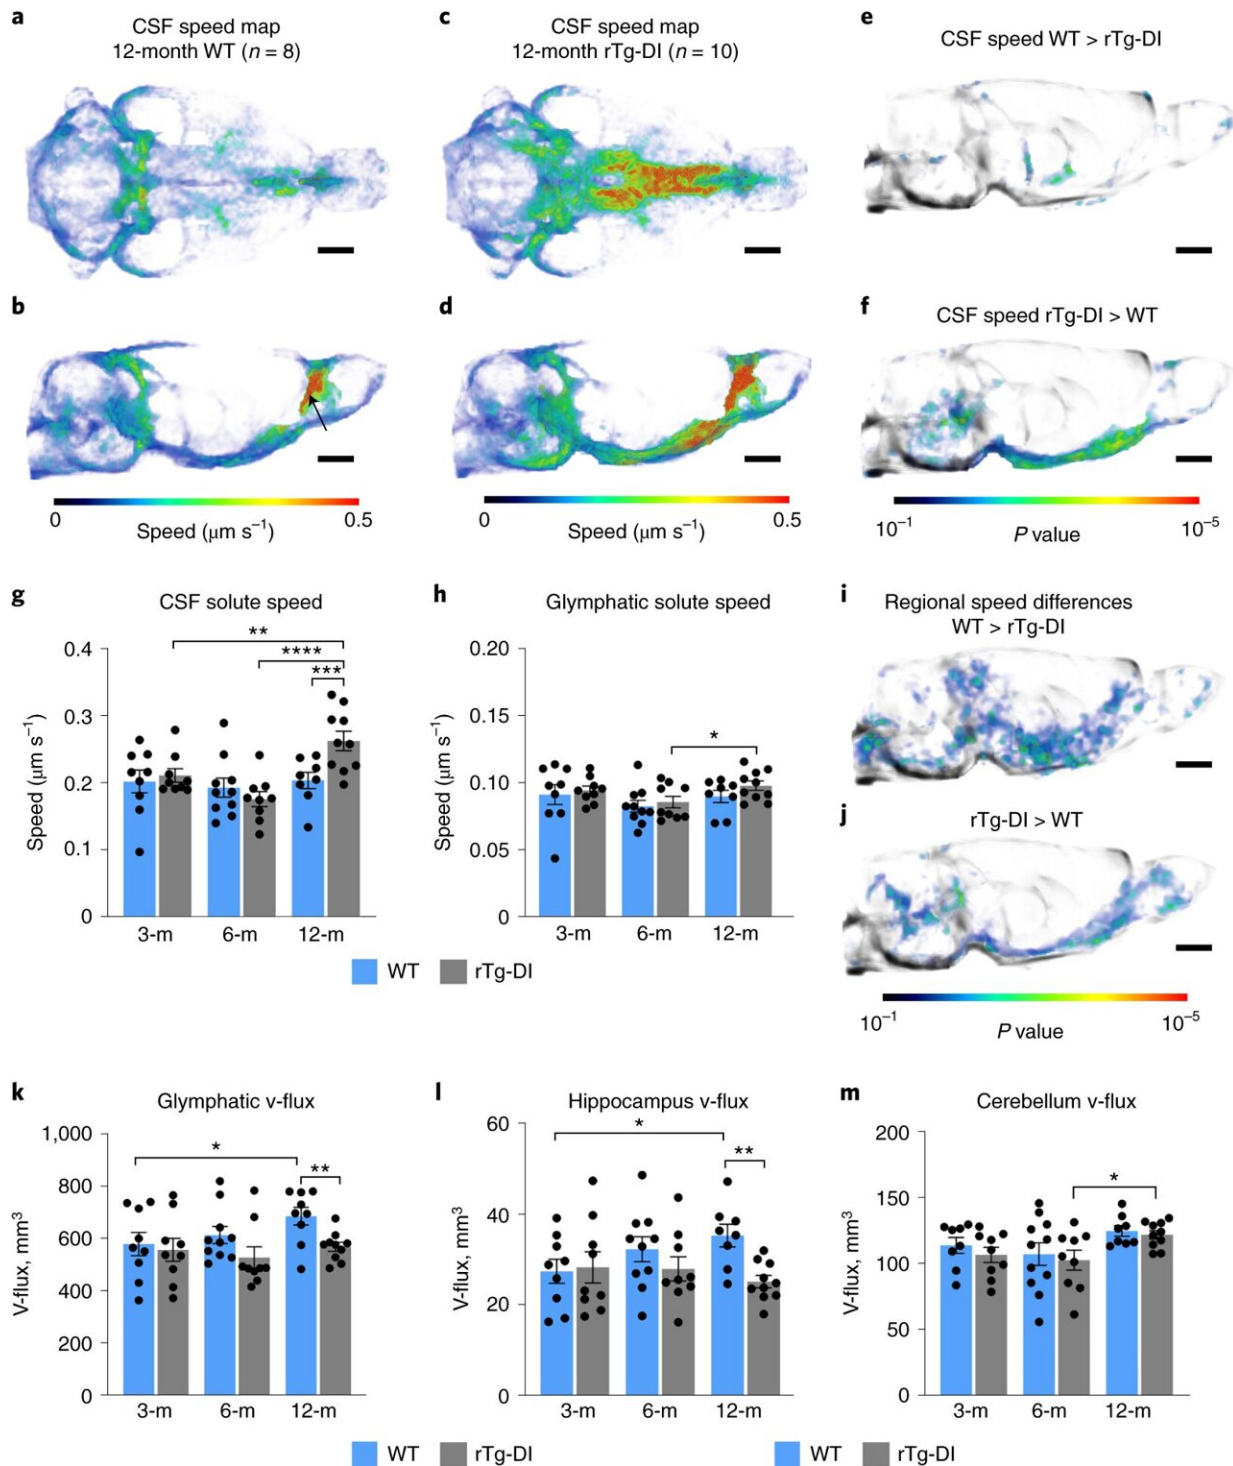 a
CSF speed map
12-month WT (n = 8)
c
CSF speed map
12-month rTg-DI (n = 10)
e
CSF speed WT > rTg-DI
b
d
f
CSF speed rTg-DI > WT
0
0.5
Speed (μm s⁻¹)
0
0.5
Speed (μm s⁻¹)
10⁻¹
10⁻⁵
P value
g
CSF solute speed
**
****
***
0.4
0.3
0.2
0.1
0
Speed (μm s⁻¹)
3-m
6-m
12-m
h
Glymphatic solute speed
*
0.20
0.15
0.10
0.05
0
Speed (μm s⁻¹)
3-m
6-m
12-m
WT
rTg-DI
i
Regional speed differences
WT > rTg-DI
j
rTg-DI > WT
10⁻¹
10⁻⁵
P value
k
Glymphatic v-flux
*
**
1,000
800
600
400
200
0
V-flux, mm³
3-m
6-m
12-m
l
Hippocampus v-flux
*
**
60
40
20
0
V-flux, mm³
3-m
6-m
12-m
m
Cerebellum v-flux
*
200
150
100
50
0
V-flux, mm³
3-m
6-m
12-m
WT
rTg-DI
WT
rTg-DI